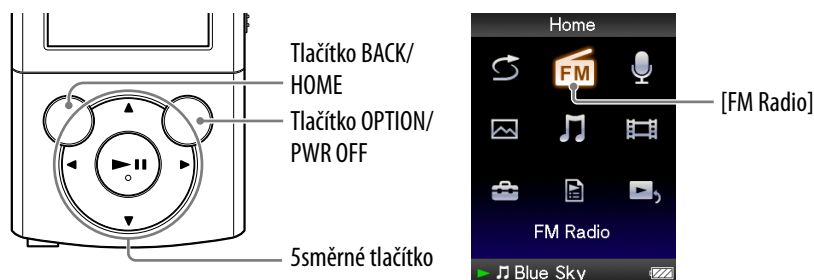 Tlačítko BACK/
HOME
Tlačítko OPTION/
PWR OFF
5směrné tlačítko
Home
FM
[FM Radio]
FM Radio
Blue Sky